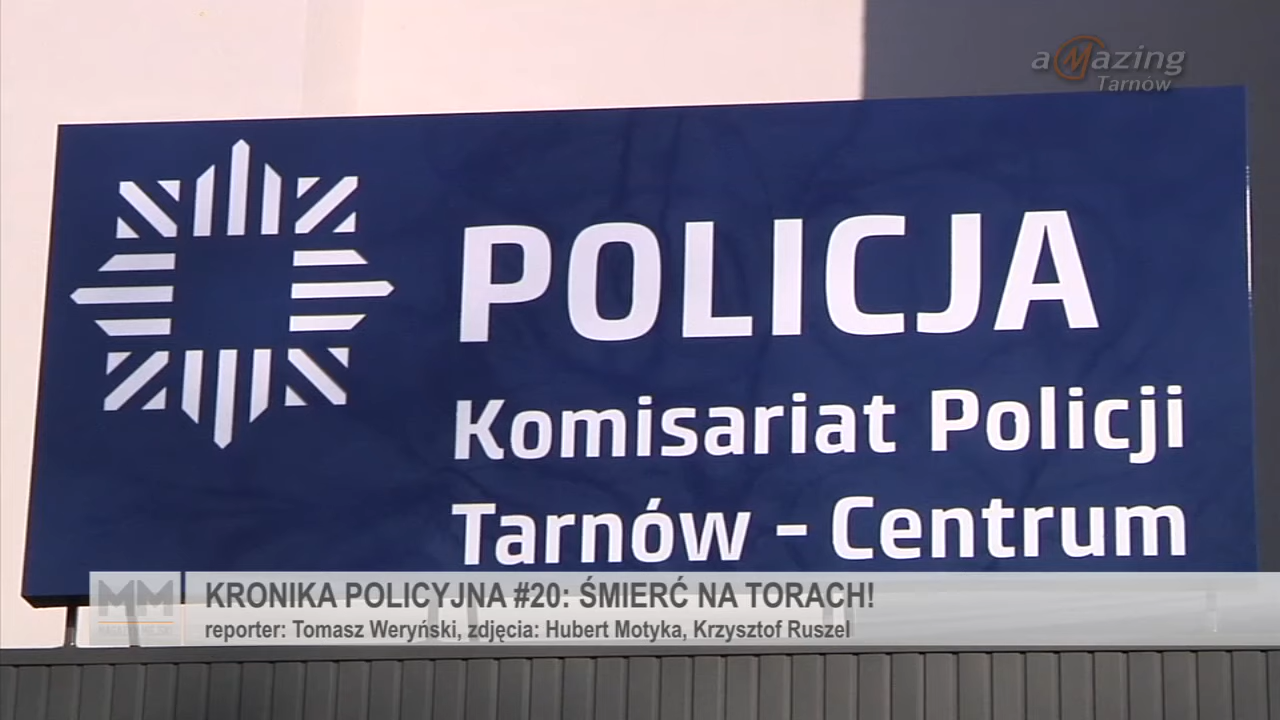 aMazing
Tarnów
POLICJA
Komisariat Policji
Tarnów - Centrum
MM
KRONIKA POLICYJNA #20: ŚMIERĆ NA TORACH!
reporter: Tomasz Weryński, zdjęcia: Hubert Motyka, Krzysztof Ruszel